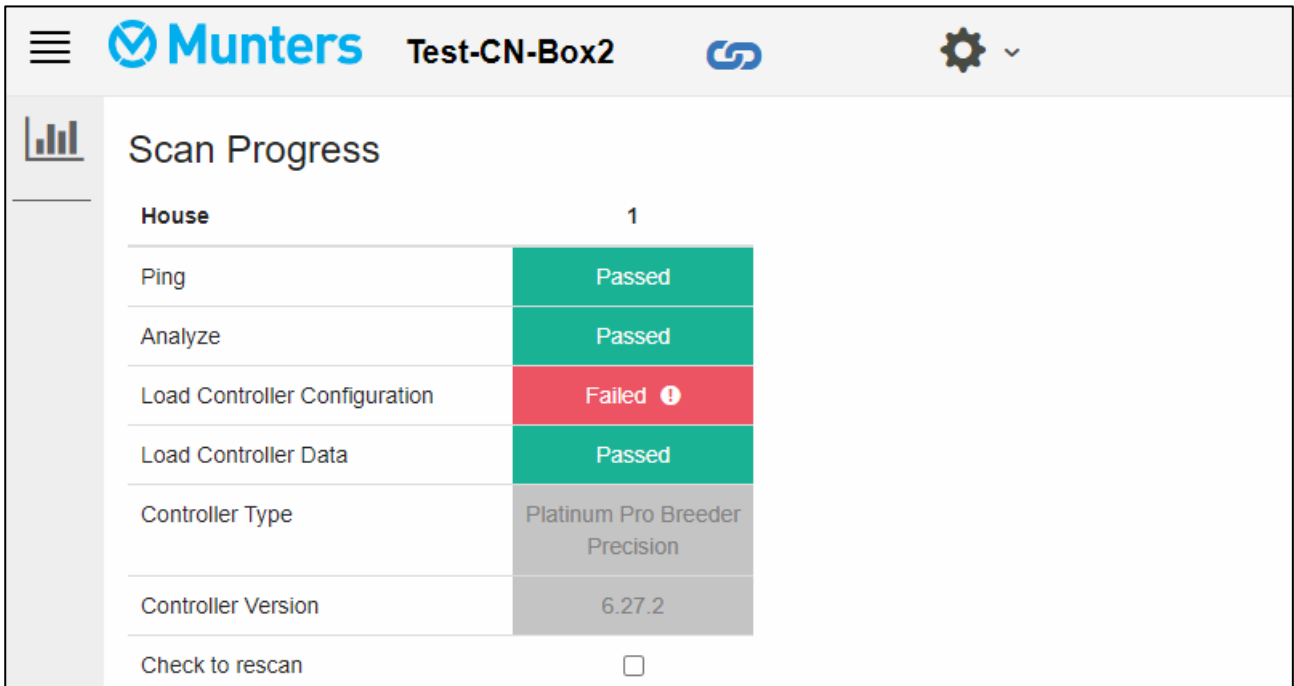 Munters Test-CN-Box2
Scan Progress
House 1
Ping Passed
Analyze Passed
Load Controller Configuration Failed
Load Controller Data Passed
Controller Type Platinum Pro Breeder
Precision
Controller Version 6.27.2
Check to rescan